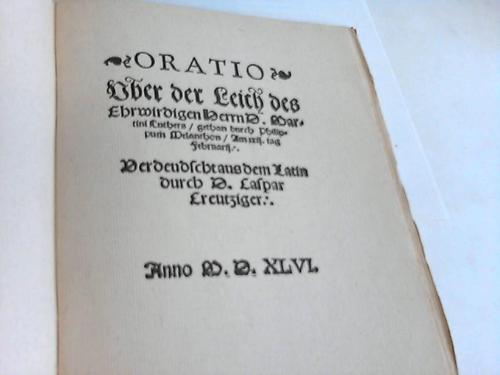 ORATIO
Vber der Leich des
Ehrwirdigen Herrn D. Mar-
tini Luthers / gethan durch Philip-
pum Melanthon / Am xxij. tag
Februarij.
Verdeudscht aus dem Latin
durch D. Caspar
Creutziger.
Anno M. D. XLVI.